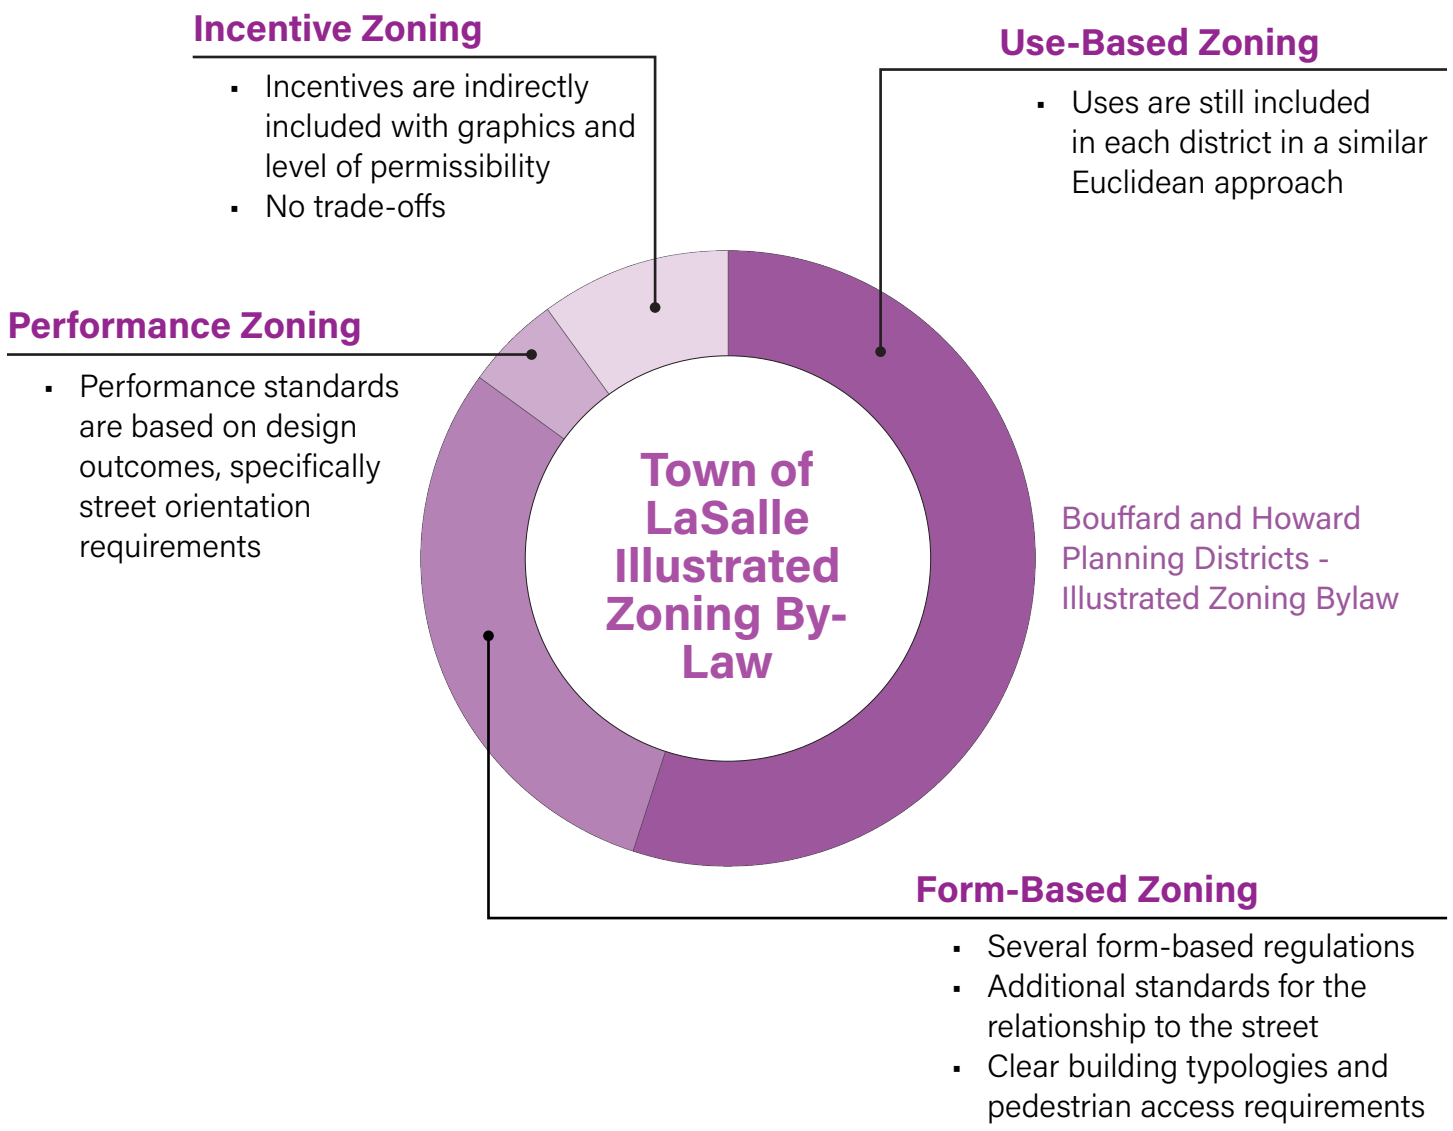 Incentive Zoning
▪ Incentives are indirectly
included with graphics and
level of permissibility
▪ No trade-offs
Use-Based Zoning
▪ Uses are still included
in each district in a similar
Euclidean approach
Performance Zoning
▪ Performance standards
are based on design
outcomes, specifically
street orientation
requirements
Town of
LaSalle
Illustrated
Zoning By-
Law
Bouffard and Howard
Planning Districts -
Illustrated Zoning Bylaw
Form-Based Zoning
▪ Several form-based regulations
▪ Additional standards for the
relationship to the street
▪ Clear building typologies and
pedestrian access requirements